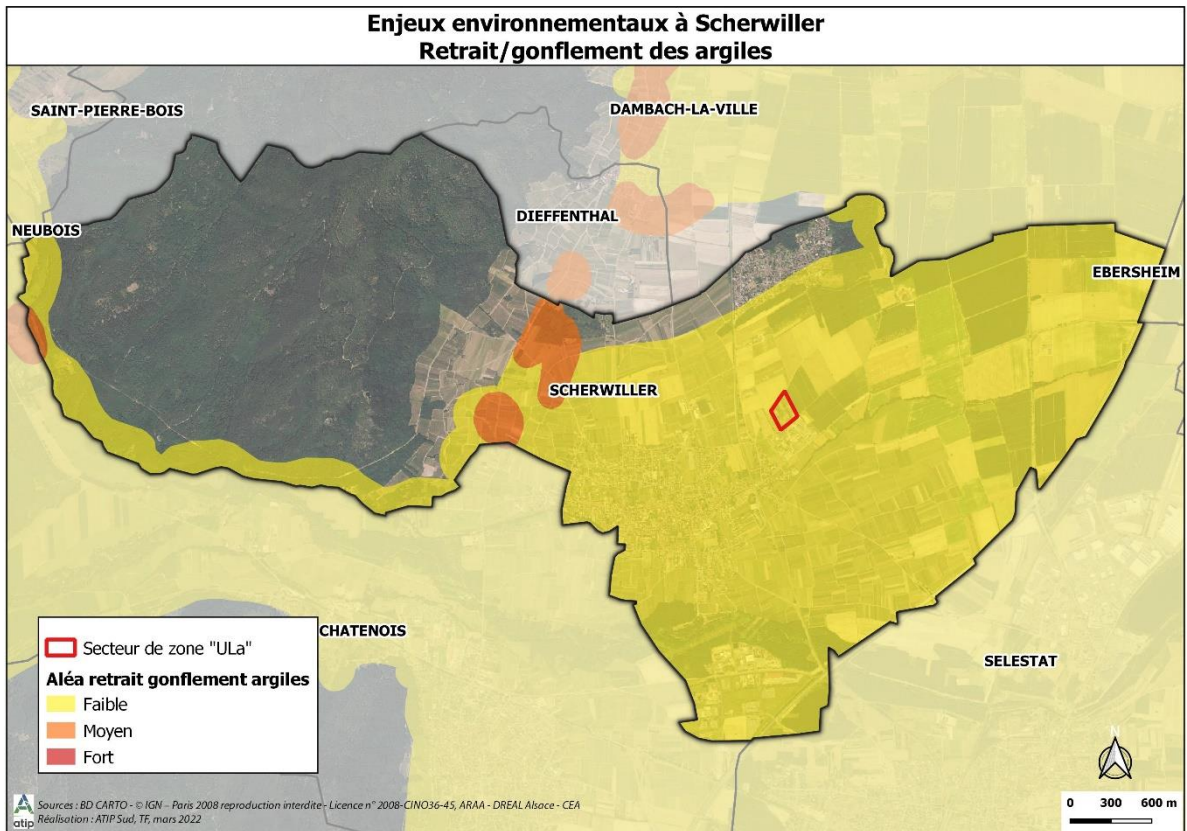 Enjeux environnementaux à Scherwiller
Retrait/gonflement des argiles
SAINT-PIERRE-BOIS
DAMBACH-LA-VILLE
DIEFFENTHAL
NEUBOIS
EBERSHEIM
SCHERWILLER
CHATENOIS
SELESTAT
Secteur de zone "ULa"
Aléa retrait gonflement argiles
Faible
Moyen
Fort
N
0 300 600 m
Sources : BD CARTO - © IGN – Paris 2008 reproduction interdite - Licence n° 2008-CINO36-45, ARAA - DREAL Alsace - CEA
Réalisation : ATIP Sud, TF, mars 2022
atip